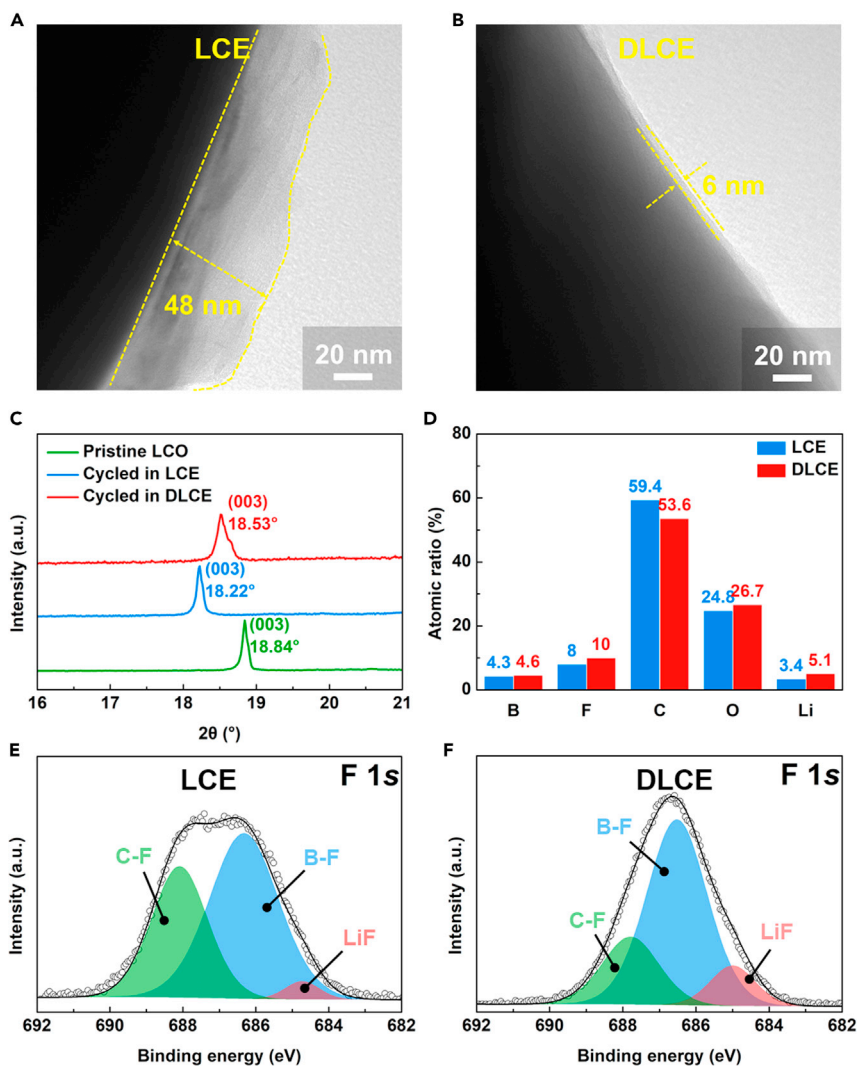 A
LCE
48 nm
20 nm
B
DLCE
6 nm
20 nm
C
Pristine LCO
Cycled in LCE
Cycled in DLCE
(003)
18.53°
(003)
18.22°
(003)
18.84°
Intensity (a.u.)
16 17 18 19 20 21
2θ (°)
D
LCE
DLCE
80
60
40
20
0
Atomic ratio (%)
4.3 4.6
8 10
59.4 53.6
24.8 26.7
3.4 5.1
B F C O Li
E
LCE
F 1s
C-F
B-F
LiF
Intensity (a.u.)
692 690 688 686 684 682
Binding energy (eV)
F
DLCE
F 1s
B-F
C-F
LiF
Intensity (a.u.)
692 690 688 686 684 682
Binding energy (eV)